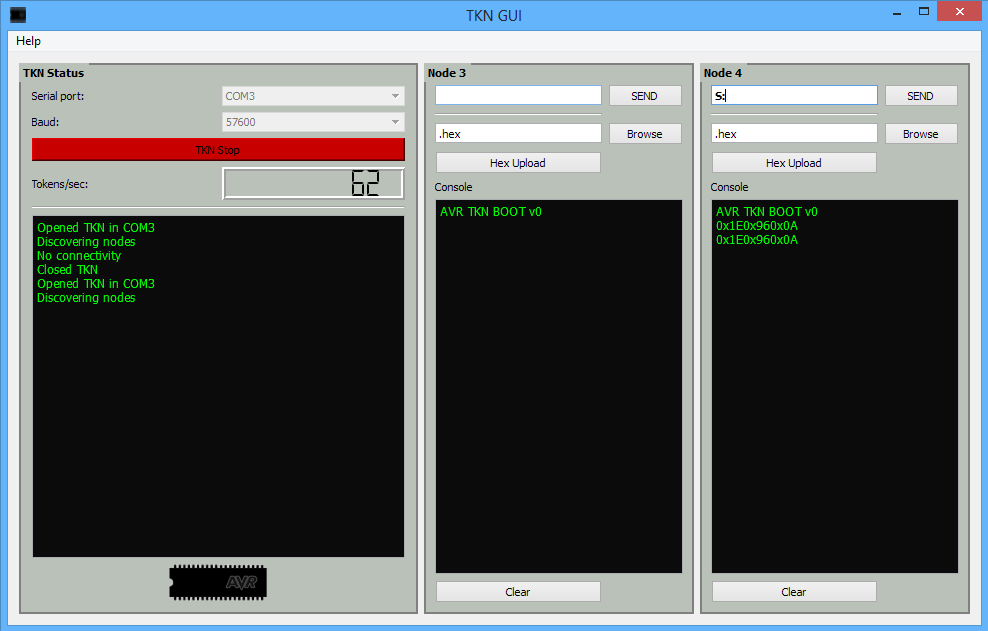 TKN GUI
Help
TKN Status
Serial port:
COM3
Baud:
57600
TKN Stop
Tokens/sec:
62
Opened TKN in COM3
Discovering nodes
No connectivity
Closed TKN
Opened TKN in COM3
Discovering nodes
AVR
Node 3
SEND
.hex
Browse
Hex Upload
Console
AVR TKN BOOT v0
Clear
Node 4
S:
SEND
.hex
Browse
Hex Upload
Console
AVR TKN BOOT v0
0x1E0x960x0A
0x1E0x960x0A
Clear